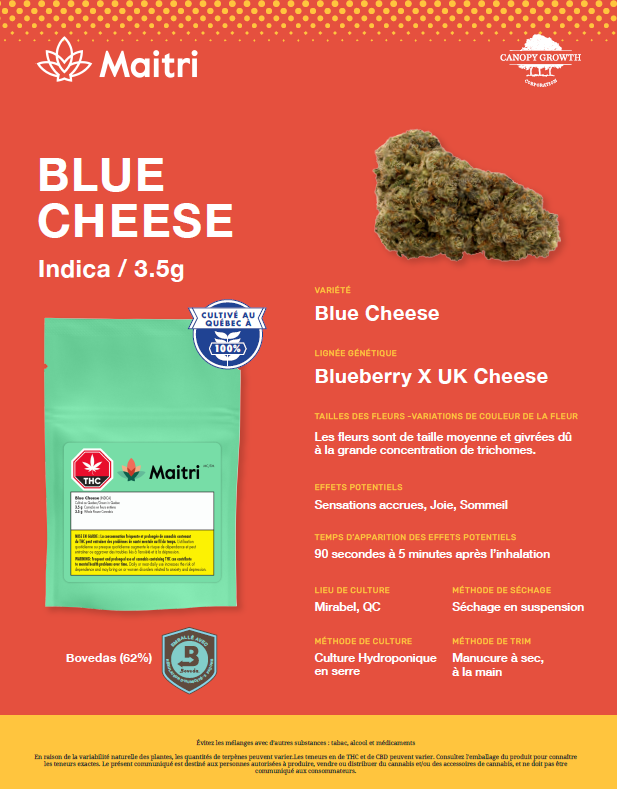 Maitri
CANOPY GROWTH
CORPORATION
BLUE
CHEESE
Indica / 3.5g
CULTIVÉ AU
QUÉBEC À
100%
THC
Maitri
Blue Cheese INDICA
VARIÉTÉ
Blue Cheese
LIGNÉE GÉNÉTIQUE
Blueberry X UK Cheese
TAILLES DES FLEURS -VARIATIONS DE COULEUR DE LA FLEUR
Les fleurs sont de taille moyenne et givrées dû
à la grande concentration de trichomes.
EFFETS POTENTIELS
Sensations accrues, Joie, Sommeil
TEMPS D'APPARITION DES EFFETS POTENTIELS
90 secondes à 5 minutes après l'inhalation
LIEU DE CULTURE
Mirabel, QC
MÉTHODE DE SÉCHAGE
Séchage en suspension
MÉTHODE DE CULTURE
Culture Hydroponique
en serre
MÉTHODE DE TRIM
Manucure à sec,
à la main
Bovedas (62%)
EMBALLÉ AVEC
B
Boveda
Évitez les mélanges avec d'autres substances : tabac, alcool et médicaments
En raison de la variabilité naturelle des plantes, les quantités de terpènes peuvent varier.Les teneurs en de THC et de CBD peuvent varier. Consultez l'emballage du produit pour connaître
les teneurs exactes. Le présent communiqué est destiné aux personnes autorisées à produire, vendre ou distribuer du cannabis et/ou des accessoires de cannabis, et ne doit pas être
communiqué aux consommateurs.